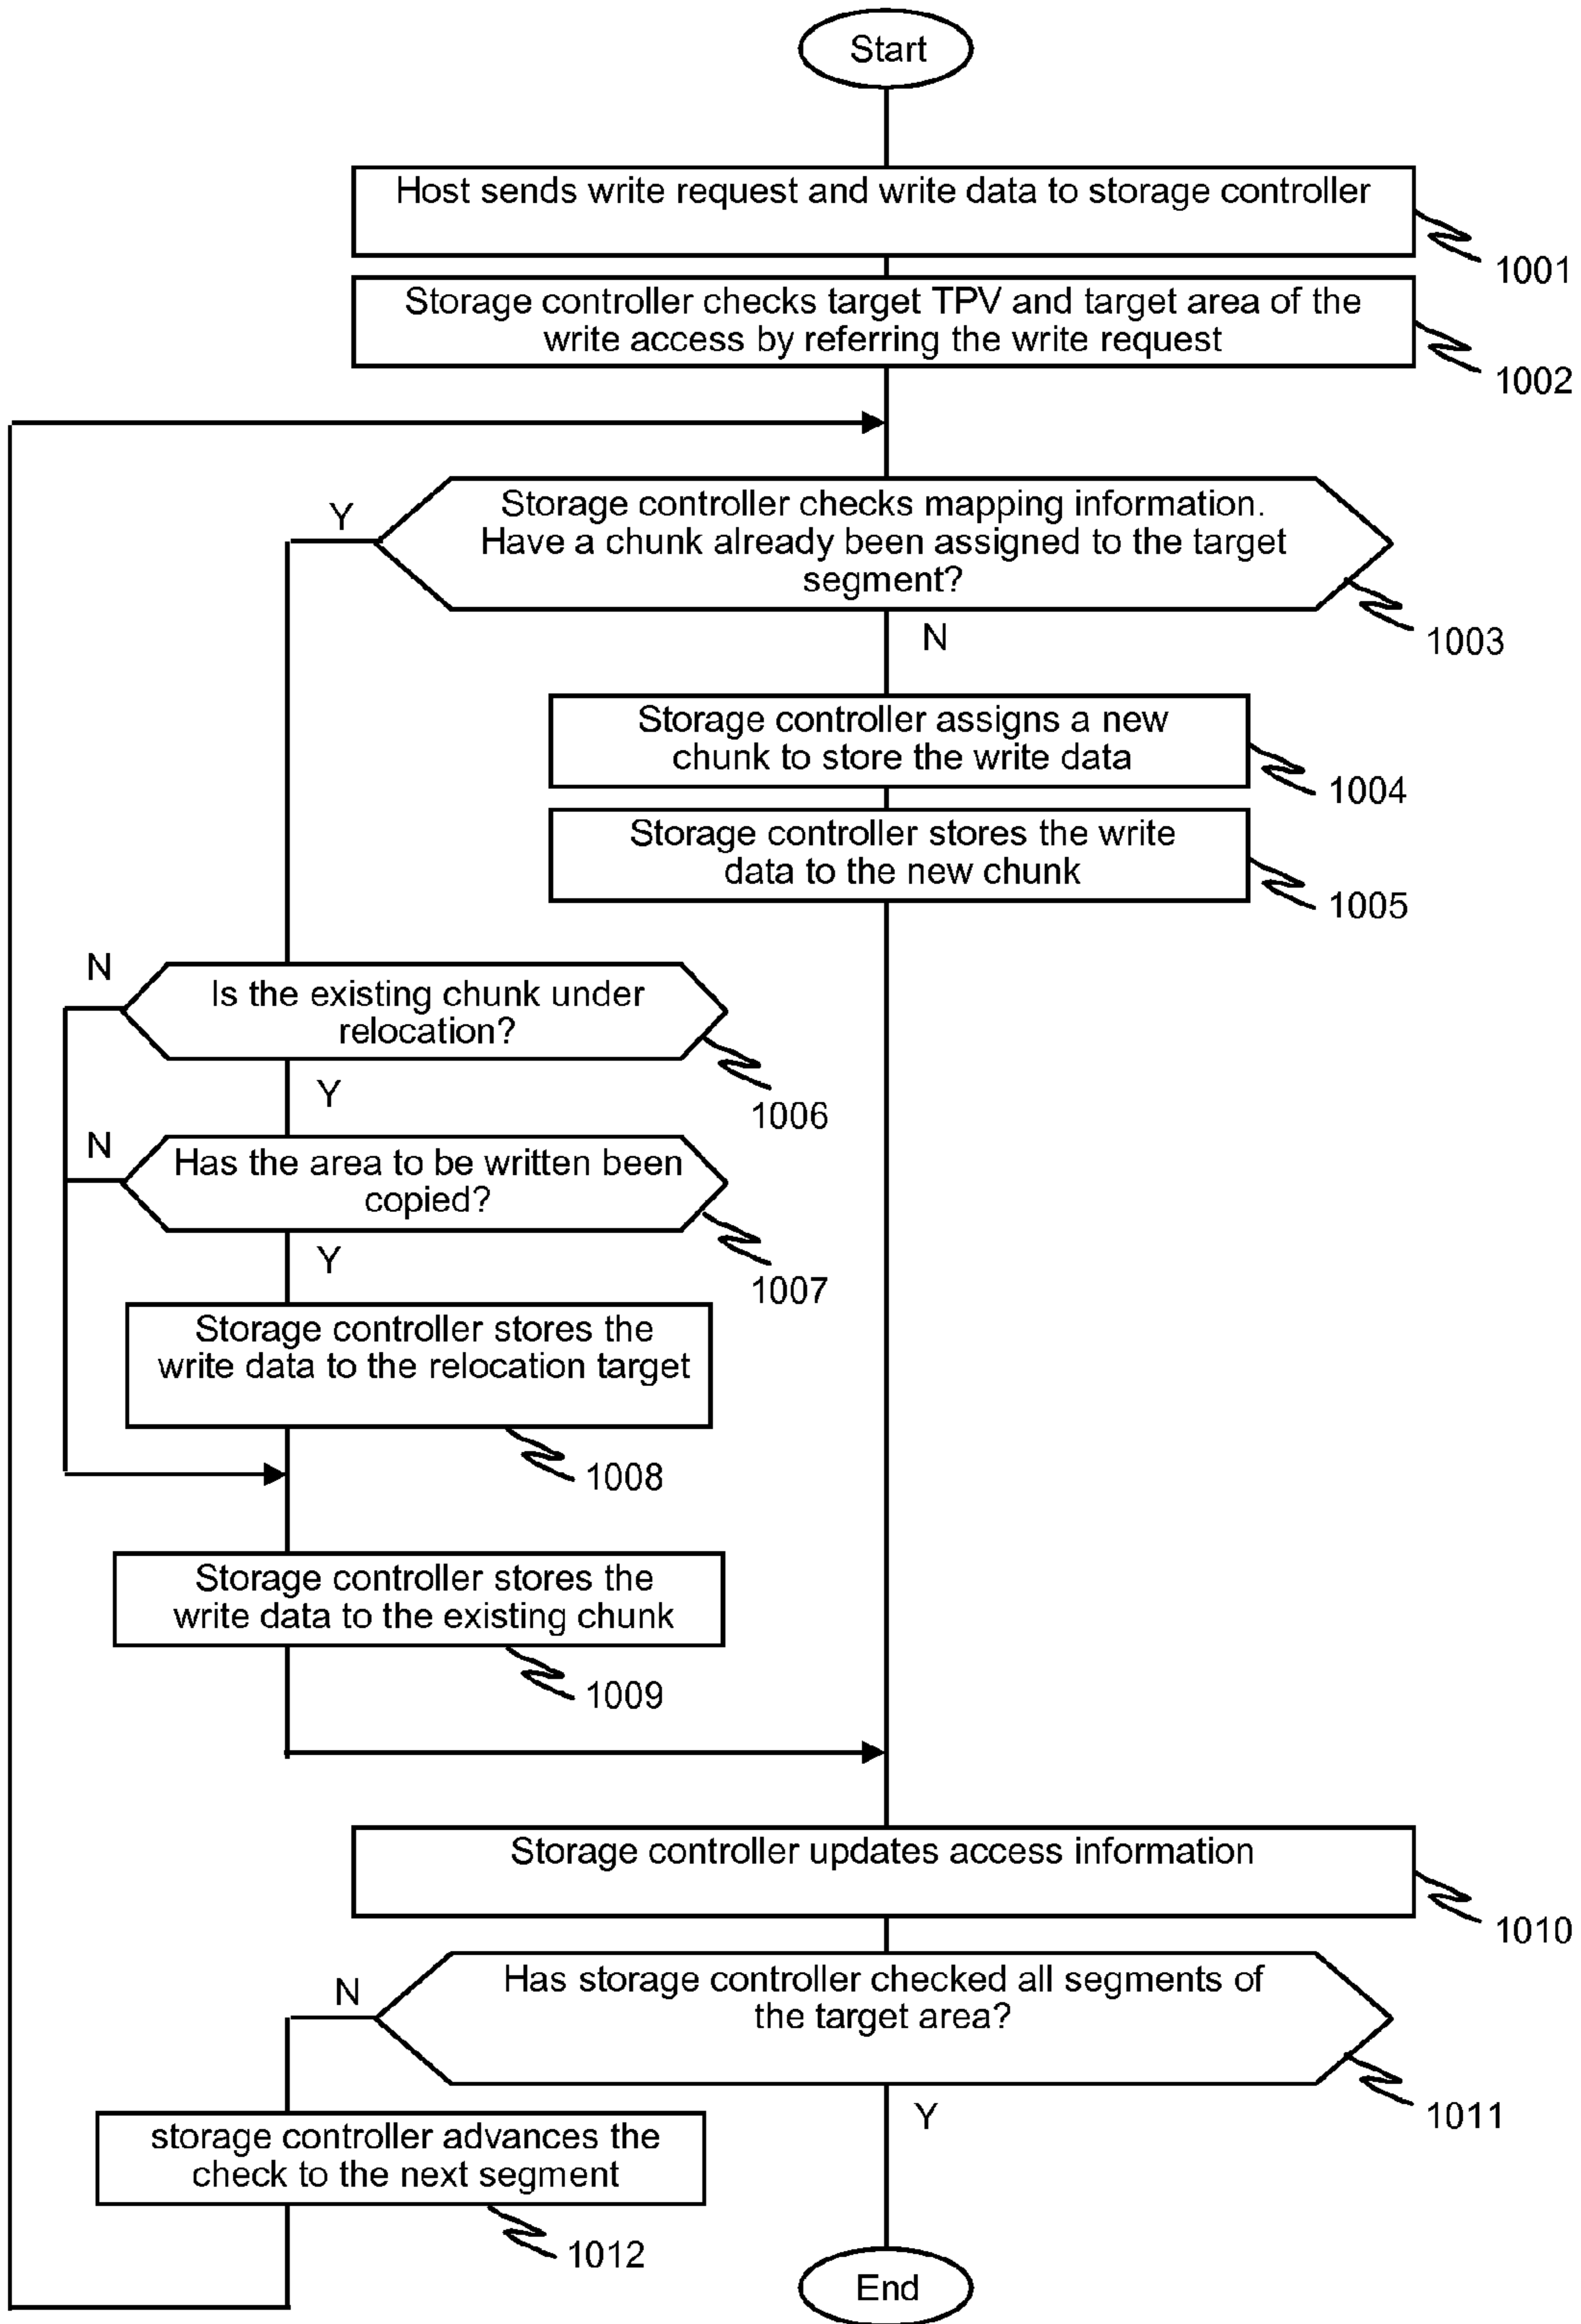 Start
Host sends write request and write data to storage controller
1001
Storage controller checks target TPV and target area of the
write access by referring the write request
1002
Y
Storage controller checks mapping information.
Have a chunk already been assigned to the target
segment?
1003
N
Storage controller assigns a new
chunk to store the write data
1004
Storage controller stores the write
data to the new chunk
1005
N
Is the existing chunk under
relocation?
1006
Y
N
Has the area to be written been
copied?
1007
Y
Storage controller stores the
write data to the relocation target
1008
Storage controller stores the
write data to the existing chunk
1009
Storage controller updates access information
1010
N
Has storage controller checked all segments of
the target area?
1011
Y
storage controller advances the
check to the next segment
1012
End